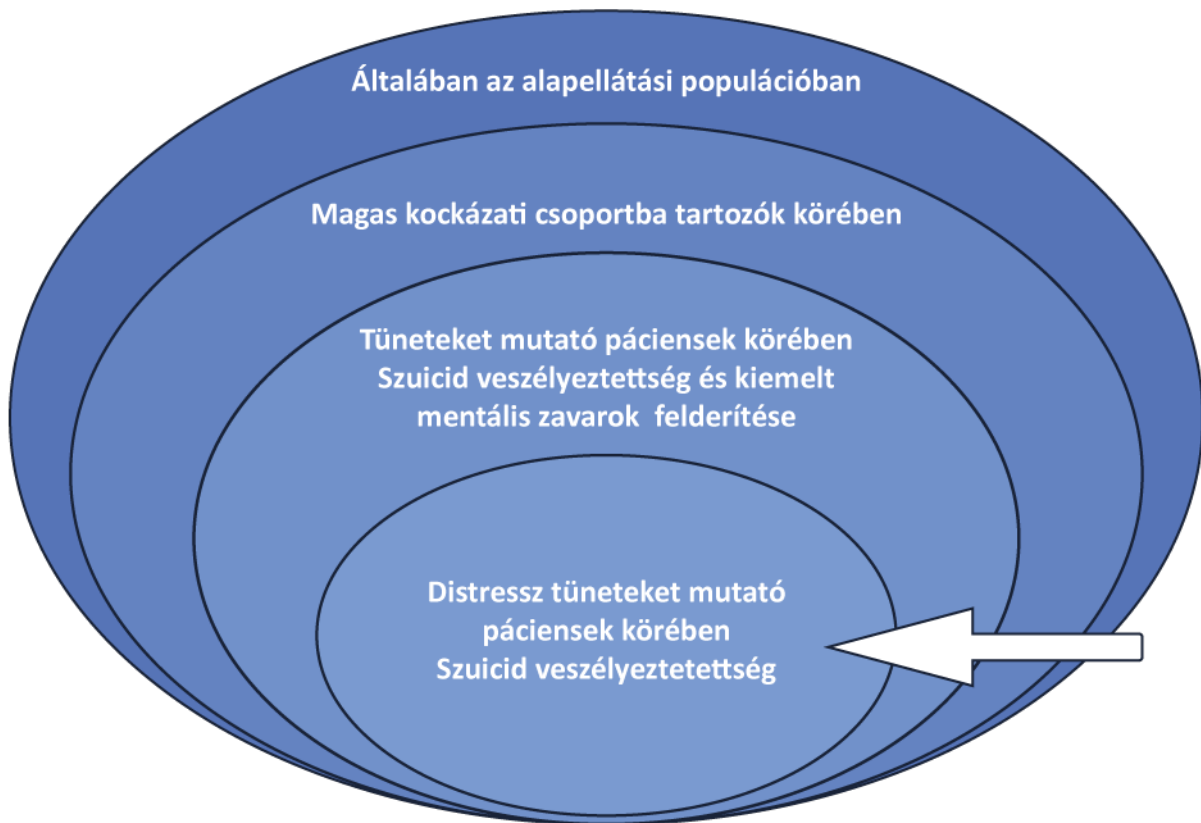 Általában az alapellátási populációban
Magas kockázati csoportba tartozók körében
Tüneteket mutató páciensek körében
Szuicid veszélyeztettség és kiemelt
mentális zavarok felderítése
Distressz tüneteket mutató
páciensek körében
Szuicid veszélyeztetettség